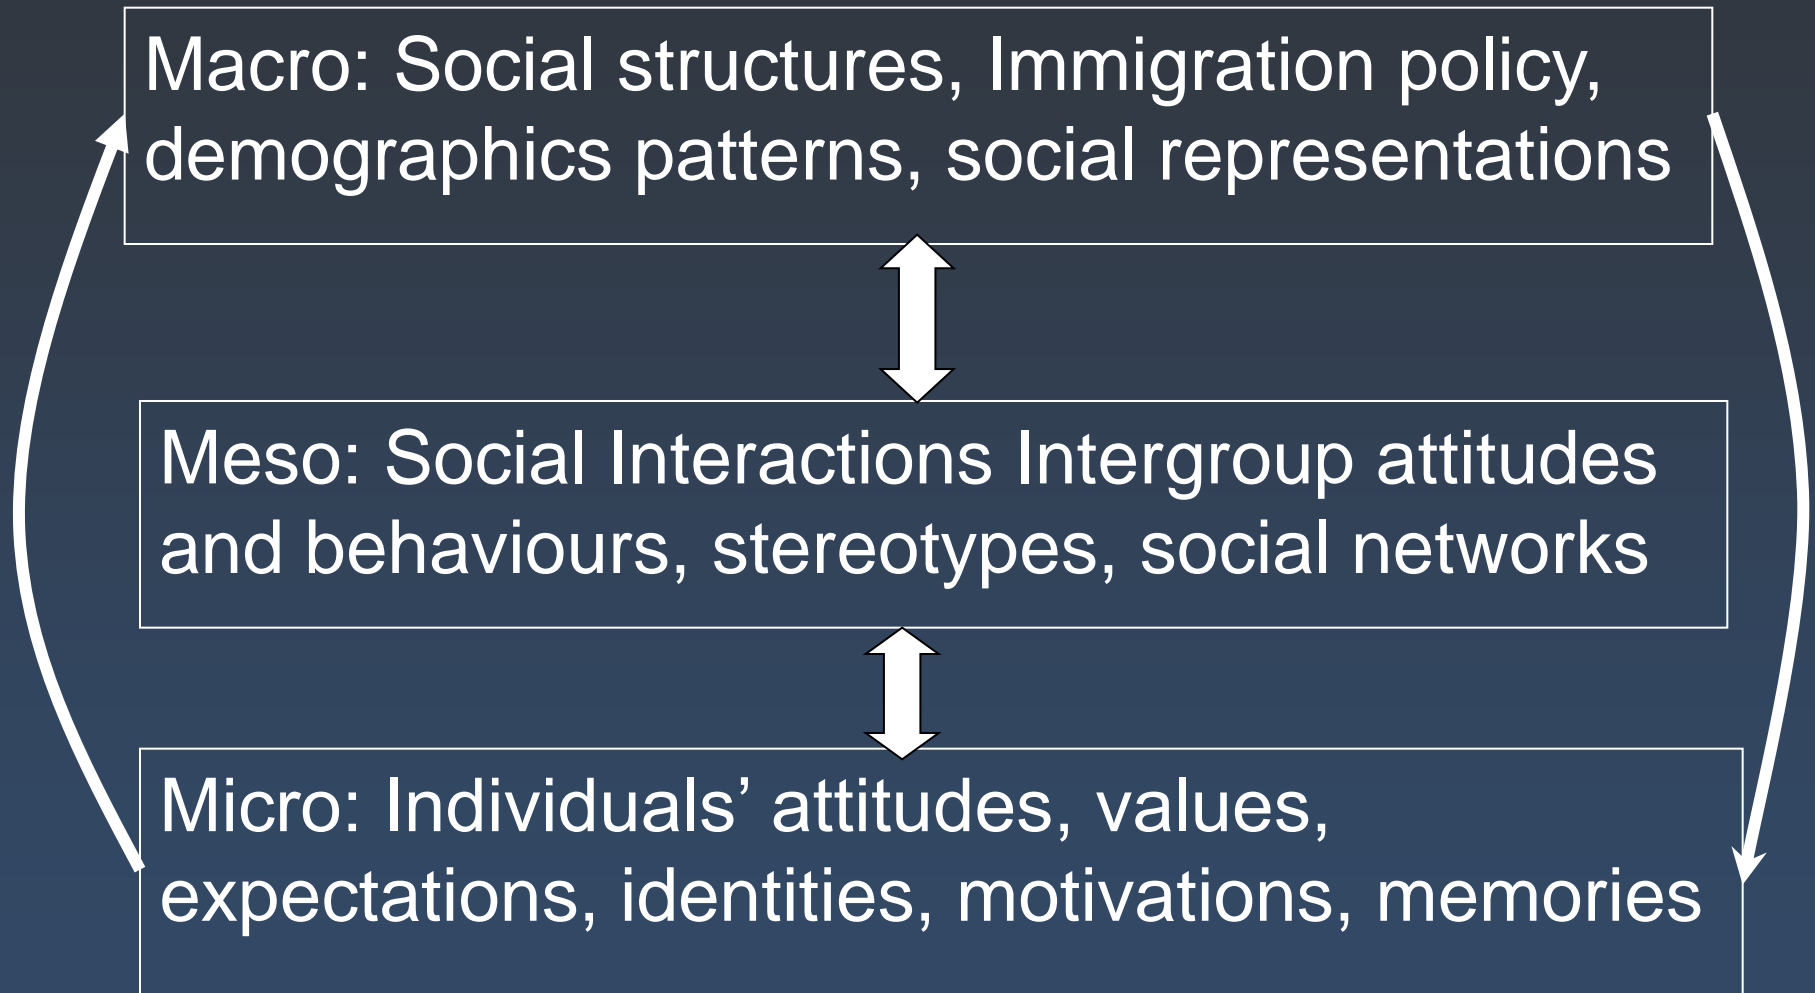 Macro: Social structures, Immigration policy,
demographics patterns, social representations
Meso: Social Interactions Intergroup attitudes
and behaviours, stereotypes, social networks
Micro: Individuals’ attitudes, values,
expectations, identities, motivations, memories